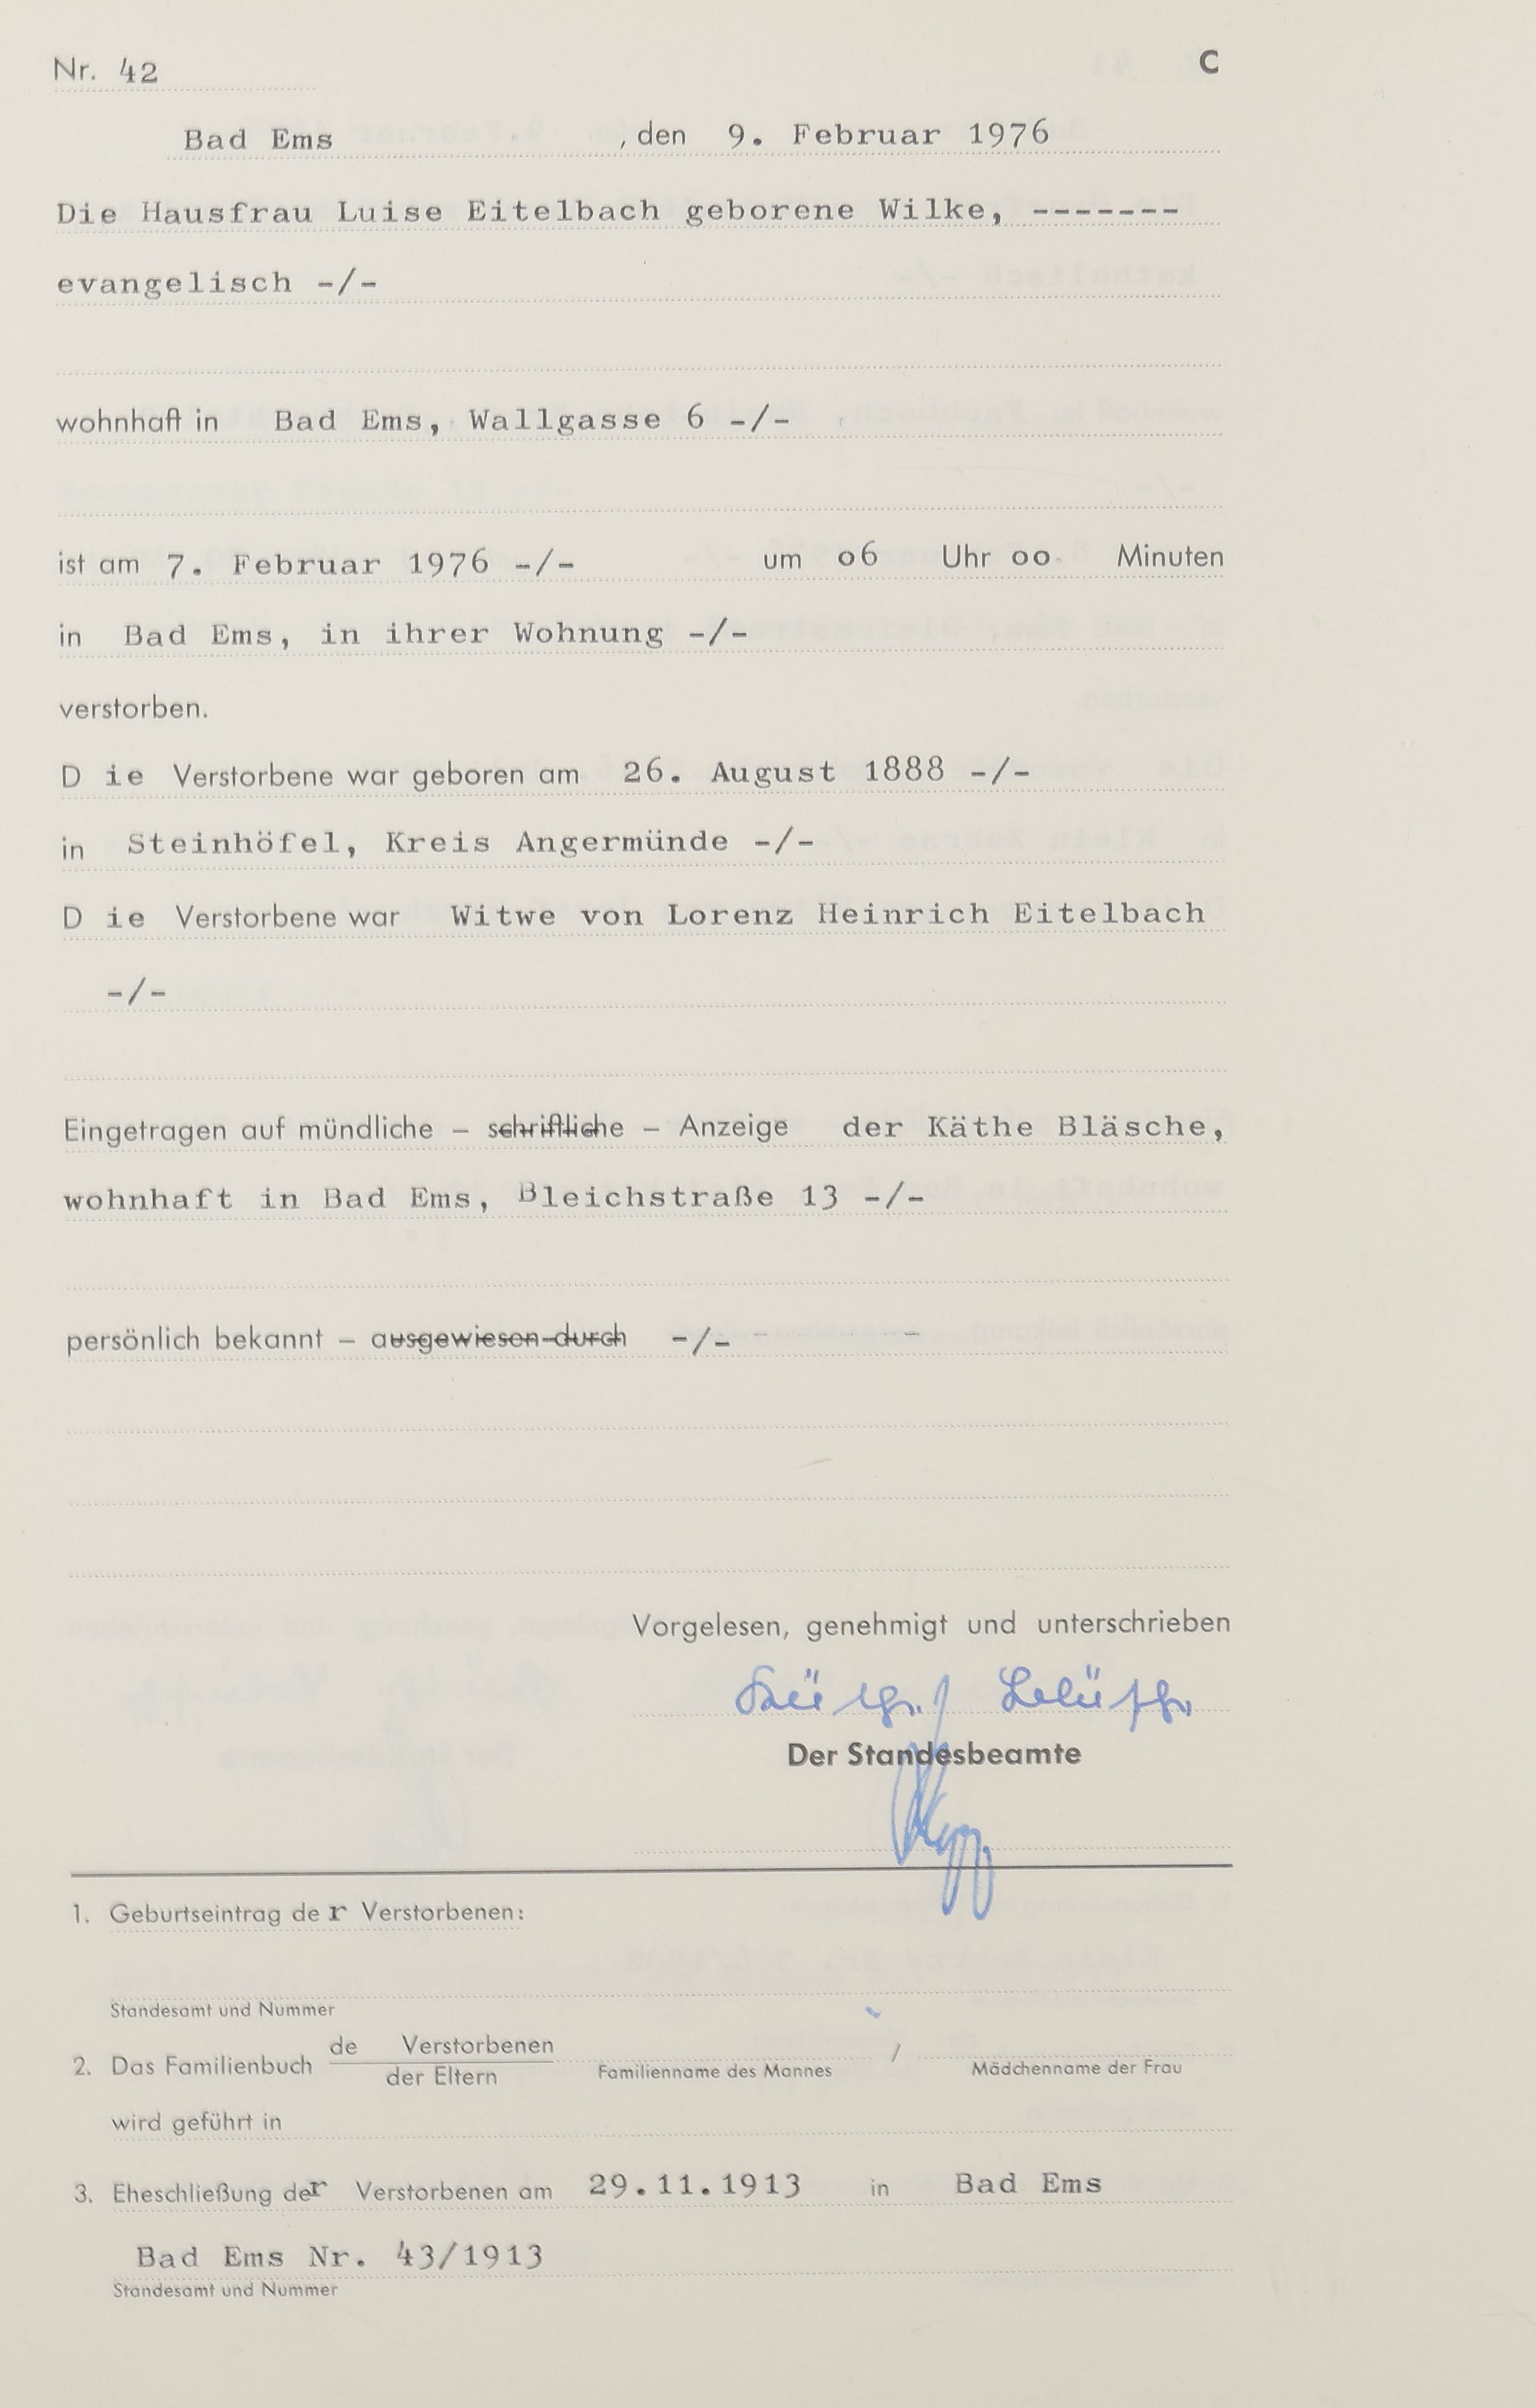 Nr. 42
C
Bad Ems , den 9. Februar 1976
Die Hausfrau Luise Eitelbach geborene Wilke, -------
evangelisch -/-
wohnhaft in Bad Ems, Wallgasse 6 -/-
ist am 7. Februar 1976 -/- um o6 Uhr oo Minuten
in Bad Ems, in ihrer Wohnung -/-
verstorben.
D ie Verstorbene war geboren am 26. August 1888 -/-
in Steinhöfel, Kreis Angermünde -/-
D ie Verstorbene war Witwe von Lorenz Heinrich Eitelbach
-/-
Eingetragen auf mündliche – schriftliche – Anzeige der Käthe Bläsche,
wohnhaft in Bad Ems, Bleichstraße 13 -/-
persönlich bekannt – ausgewiesen durch -/-
Vorgelesen, genehmigt und unterschrieben
Der Standesbeamte
1. Geburtseintrag der Verstorbenen:
Standesamt und Nummer
2. Das Familienbuch de Verstorbenen
der Eltern
Familienname des Mannes / Mädchenname der Frau
wird geführt in
3. Eheschließung der Verstorbenen am 29.11.1913 in Bad Ems
Bad Ems Nr. 43/1913
Standesamt und Nummer